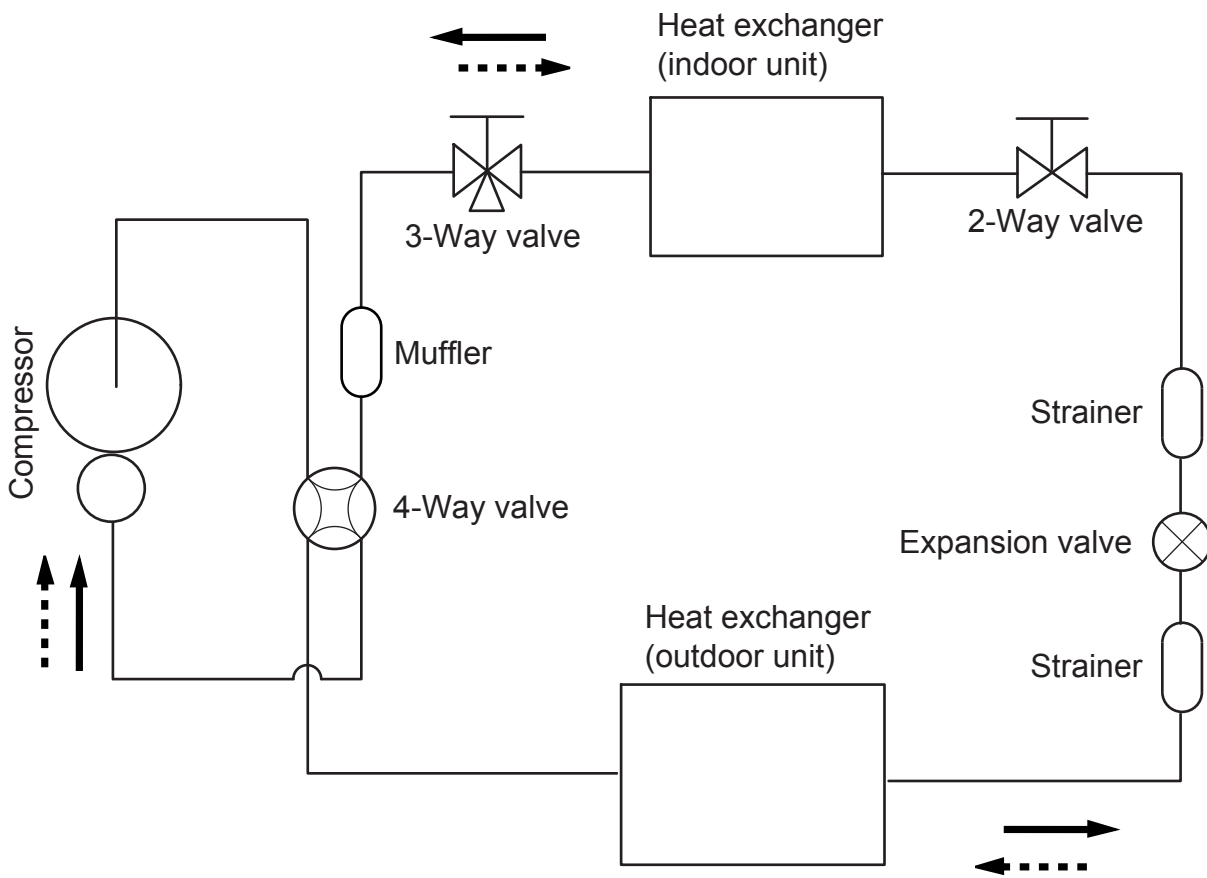 Heat exchanger
(indoor unit)
3-Way valve
2-Way valve
Compressor
Muffler
Strainer
4-Way valve
Expansion valve
Heat exchanger
(outdoor unit)
Strainer